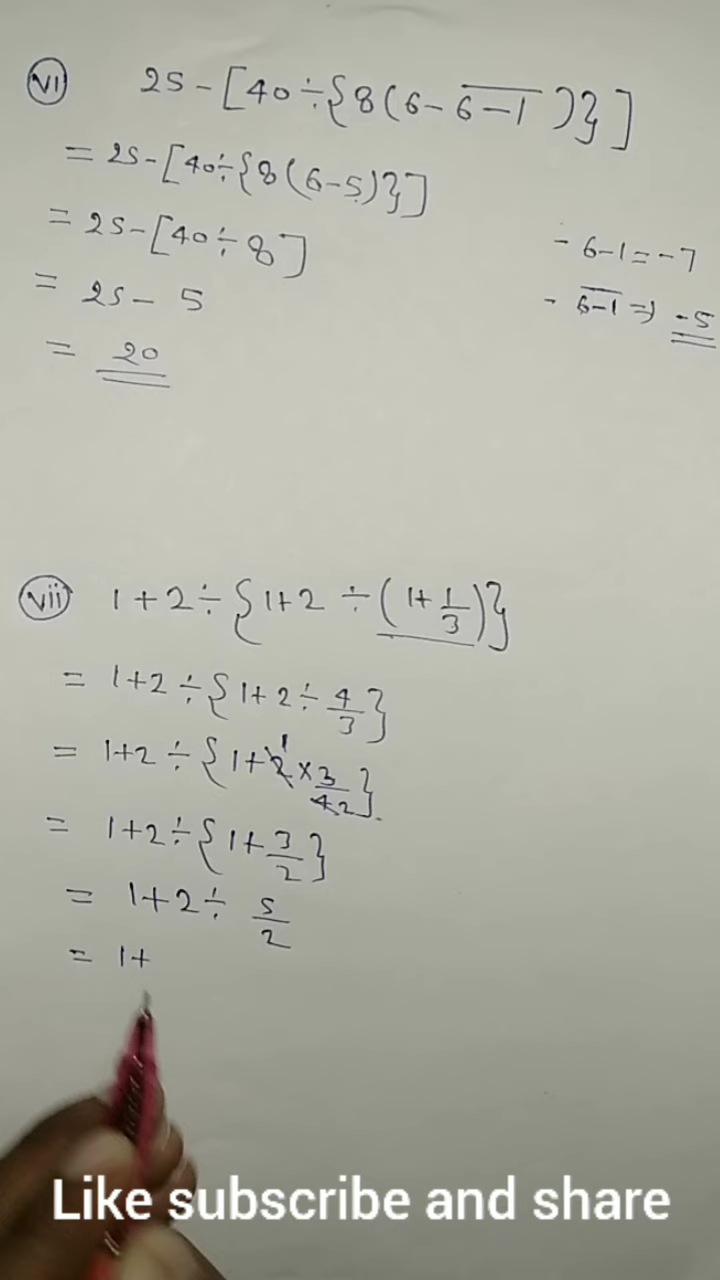 (vi) 25-[40÷{8(6-6̅-̅1̅)}]
= 25-[40÷{8(6-5)}]
= 25-[40÷8]
= 25- 5
= 20
- 6-1=-7
- 6̅-̅1̅ => -5
(vii) 1+2÷{1+2÷(1+1/3)}
= 1+2÷{1+2÷4/3}
= 1+2÷{1+2 1×3/4 2}
= 1+2÷{1+3/2}
= 1+2÷ 5/2
= 1+
Like subscribe and share